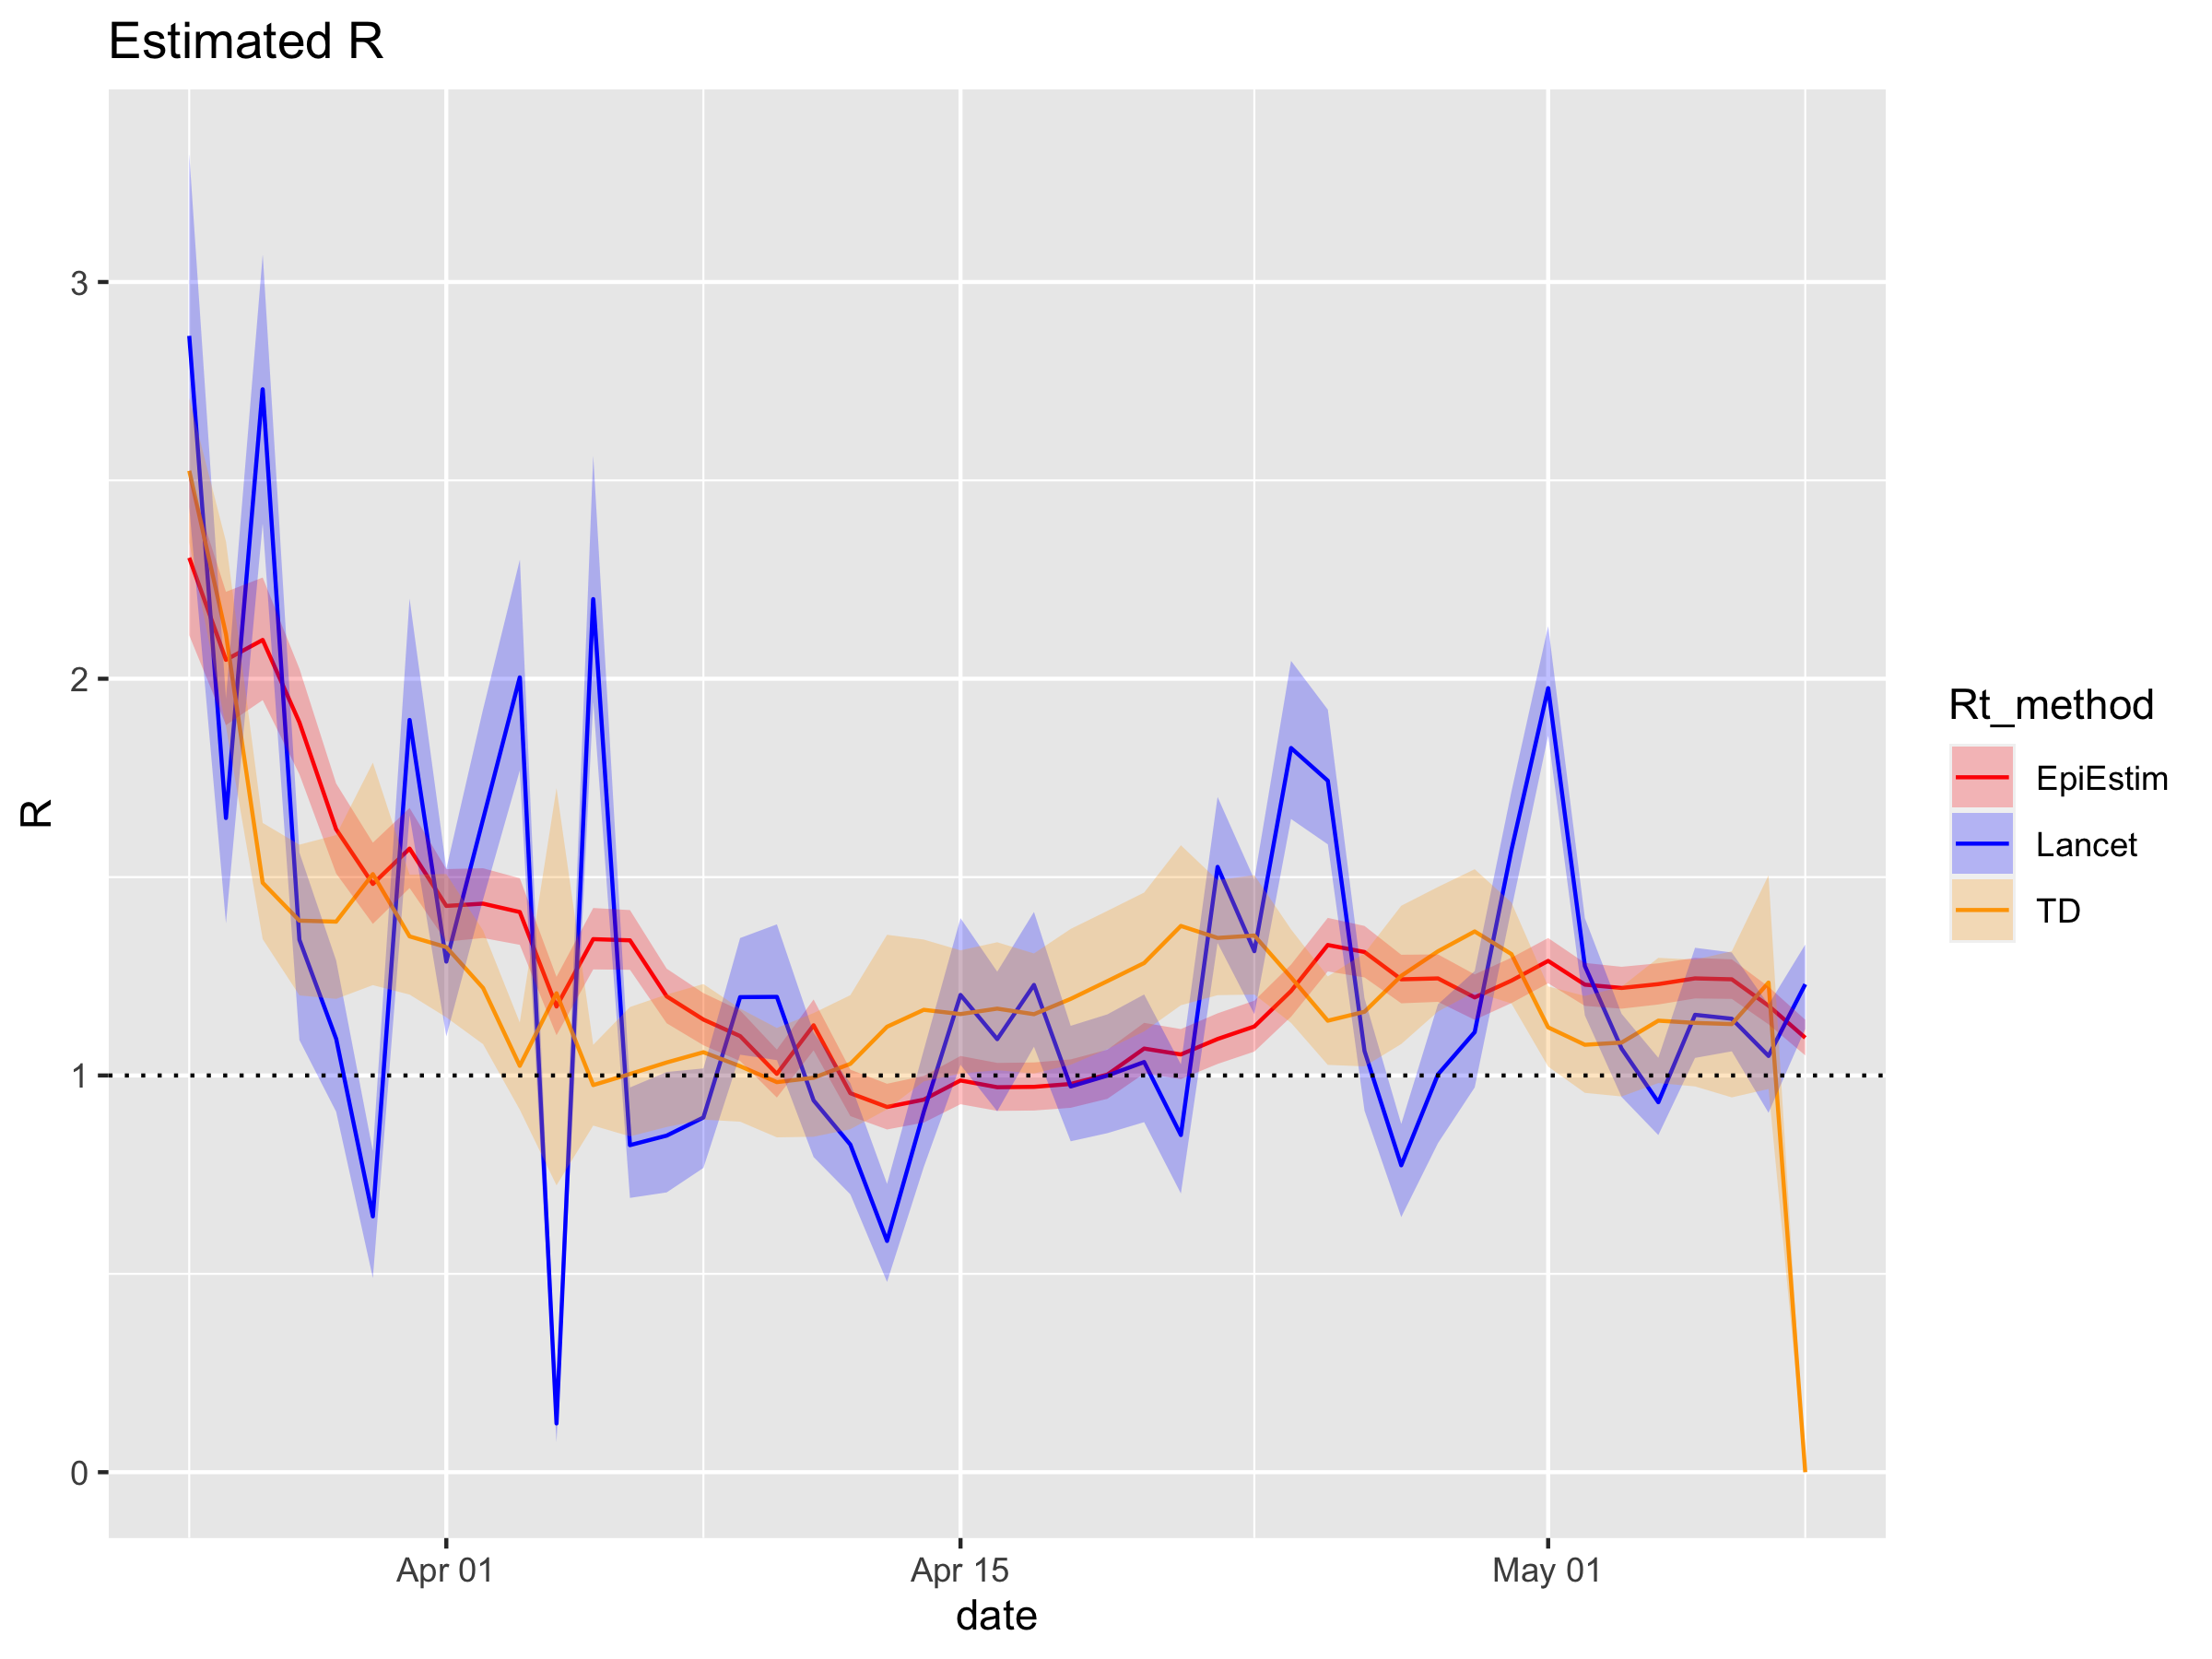 Estimated R
3
2
1
0
R
Apr 01
Apr 15
May 01
date
Rt_method
EpiEstim
Lancet
TD